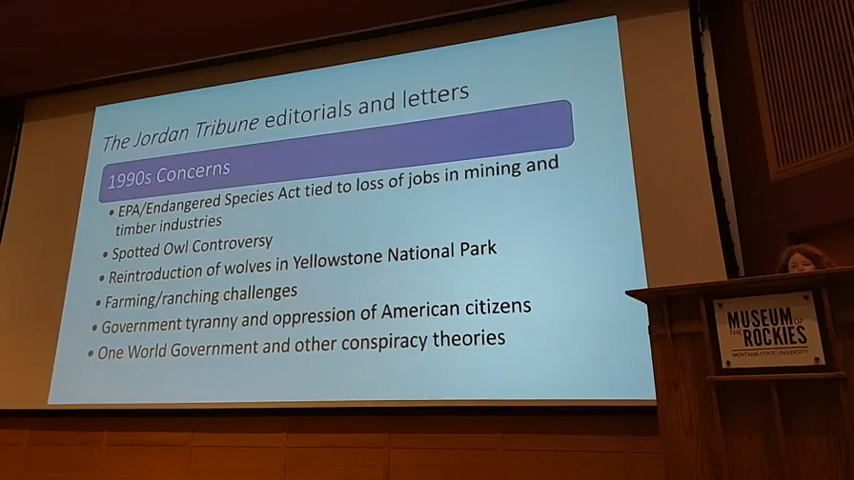 The Jordan Tribune editorials and letters
1990s Concerns
• EPA/Endangered Species Act tied to loss of jobs in mining and
timber industries
• Spotted Owl Controversy
• Reintroduction of wolves in Yellowstone National Park
• Farming/ranching challenges
• Government tyranny and oppression of American citizens
• One World Government and other conspiracy theories
MUSEUM OF
THE ROCKIES
MONTANA STATE UNIVERSITY